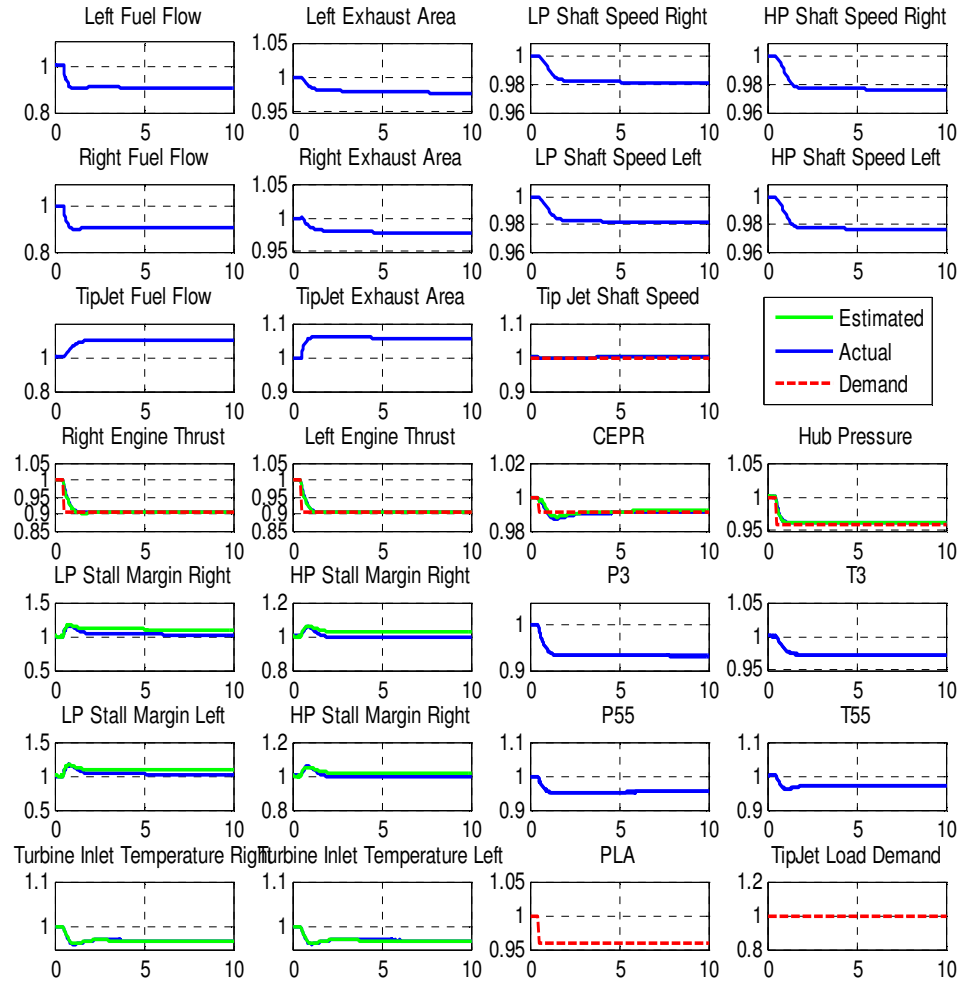 Left Fuel Flow Left Exhaust Area LP Shaft Speed Right HP Shaft Speed Right
1 0.8 0 5 10
1.05 1 0.95 0 5 10
1 0.98 0.96 0 5 10
1 0.98 0.96 0 5 10
Right Fuel Flow Right Exhaust Area LP Shaft Speed Left HP Shaft Speed Left
1 0.8 0 5 10
1.05 1 0.95 0 5 10
1 0.98 0.96 0 5 10
1 0.98 0.96 0 5 10
TipJet Fuel Flow TipJet Exhaust Area Tip Jet Shaft Speed
1 0.8 0 5 10
1.1 1 0.9 0 5 10
1.1 1 0.9 0 5 10
Estimated
Actual
Demand
Right Engine Thrust Left Engine Thrust CEPR Hub Pressure
1.05 0.95 0.9 0.85 0 5 10
1.05 0.95 0.9 0.85 0 5 10
1.02 1 0.98 0 5 10
1.05 1 0.95 0 5 10
LP Stall Margin Right HP Stall Margin Right P3 T3
1.5 1 0.5 0 5 10
1.2 1 0.8 0 5 10
1 0.9 0 5 10
1.05 1 0.95 0 5 10
LP Stall Margin Left HP Stall Margin Right P55 T55
1.5 1 0.5 0 5 10
1.2 1 0.8 0 5 10
1.1 1 0.9 0 5 10
1.1 1 0.9 0 5 10
Turbine Inlet Temperature Right Turbine Inlet Temperature Left PLA TipJet Load Demand
1.1 1 0 5 10
1.1 1 0 5 10
1.05 1 0.95 0 5 10
1.2 1 0.8 0 5 10